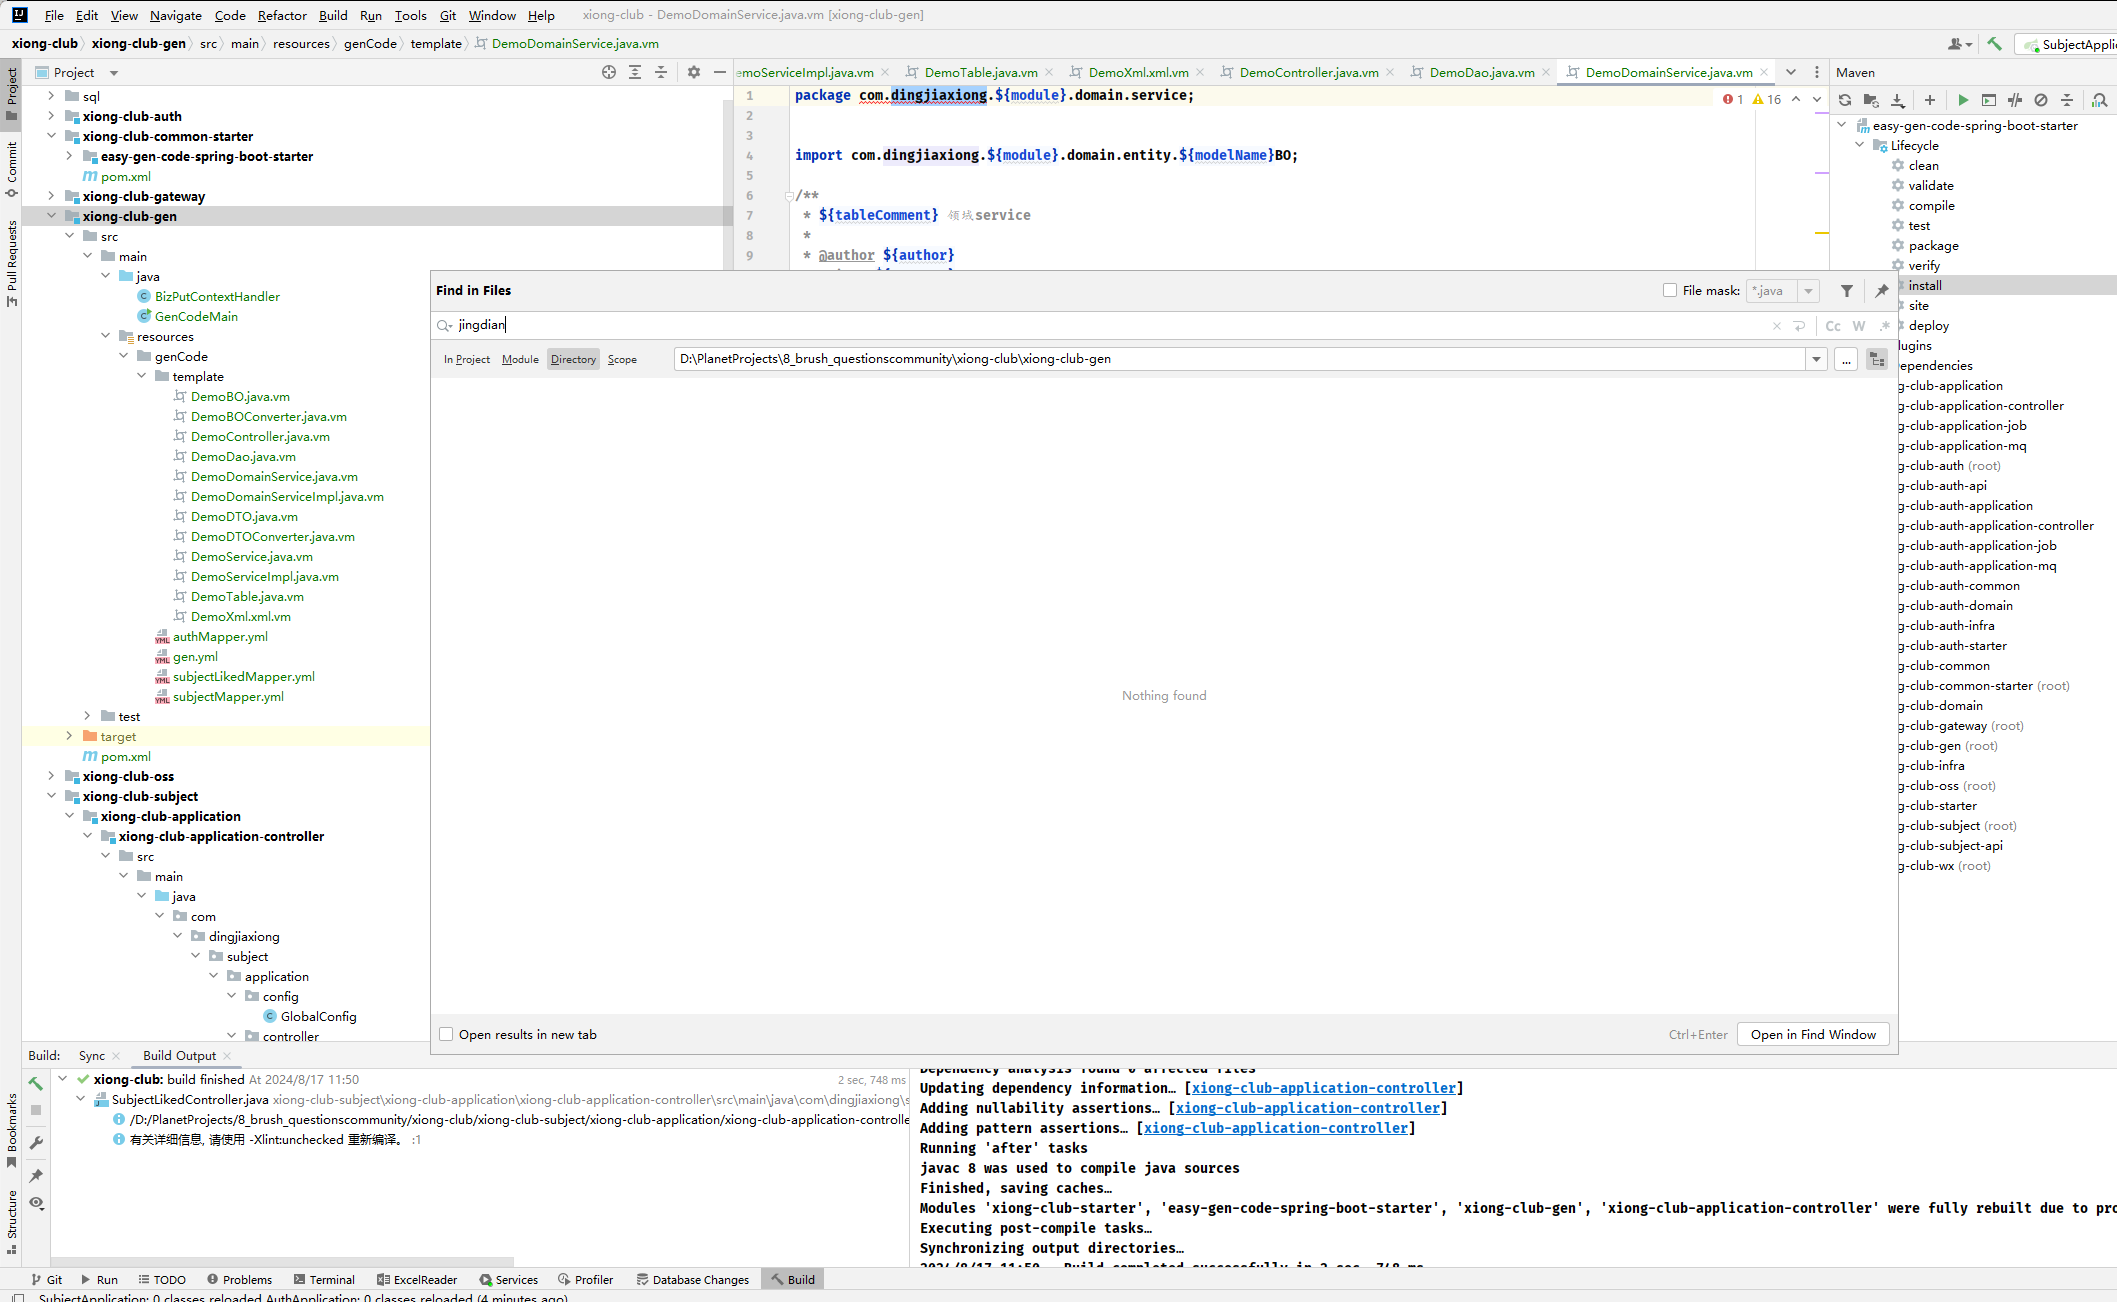 File Edit View Navigate Code Refactor Build Run Tools Git Window Help xiong-club - DemoDomainService.java.vm [xiong-club-gen]
xiong-club xiong-club-gen src main resources genCode template DemoDomainService.java.vm
SubjectApplic
Project
Commit
Pull Requests
Bookmarks
Structure
Project
sql
xiong-club-auth
xiong-club-common-starter
easy-gen-code-spring-boot-starter
pom.xml
xiong-club-gateway
xiong-club-gen
src
main
java
BizPutContextHandler
GenCodeMain
resources
genCode
template
DemoBO.java.vm
DemoBOConverter.java.vm
DemoController.java.vm
DemoDao.java.vm
DemoDomainService.java.vm
DemoDomainServiceImpl.java.vm
DemoDTO.java.vm
DemoDTOConverter.java.vm
DemoService.java.vm
DemoServiceImpl.java.vm
DemoTable.java.vm
DemoXml.xml.vm
authMapper.yml
gen.yml
subjectLikedMapper.yml
subjectMapper.yml
test
target
pom.xml
xiong-club-oss
xiong-club-subject
xiong-club-application
xiong-club-application-controller
src
main
java
com
dingjiaxiong
subject
application
config
GlobalConfig
controller
emoServiceImpl.java.vm DemoTable.java.vm DemoXml.xml.vm DemoController.java.vm DemoDao.java.vm DemoDomainService.java.vm
1 package com.dingjiaxiong.${module}.domain.service;
1 16
2
3
4 import com.dingjiaxiong.${module}.domain.entity.${modelName}BO;
5
6 /**
7 * ${tableComment} 领域service
8 *
9 * @author ${author}
Find in Files
File mask: *.java
jingdian
Cc W .*
In Project Module Directory Scope D:\PlanetProjects\8_brush_questionscommunity\xiong-club\xiong-club-gen ...
Nothing found
Open results in new tab
Ctrl+Enter Open in Find Window
Maven
easy-gen-code-spring-boot-starter
Lifecycle
clean
validate
compile
test
package
verify
install
site
deploy
lugins
ependencies
g-club-application
g-club-application-controller
g-club-application-job
g-club-application-mq
g-club-auth (root)
g-club-auth-api
g-club-auth-application
g-club-auth-application-controller
g-club-auth-application-job
g-club-auth-application-mq
g-club-auth-common
g-club-auth-domain
g-club-auth-infra
g-club-auth-starter
g-club-common
g-club-common-starter (root)
g-club-domain
g-club-gateway (root)
g-club-gen (root)
g-club-infra
g-club-oss (root)
g-club-starter
g-club-subject (root)
g-club-subject-api
g-club-wx (root)
Build: Sync Build Output
xiong-club: build finished At 2024/8/17 11:50 2 sec, 748 ms
SubjectLikedController.java xiong-club-subject\xiong-club-application\xiong-club-application-controller\src\main\java\com\dingjiaxiong\s
/D:/PlanetProjects/8_brush_questionscommunity/xiong-club/xiong-club-subject/xiong-club-application/xiong-club-application-controlle
有关详细信息, 请使用 -Xlint:unchecked 重新编译。 :1
Dependency analysis found 0 affected files
Updating dependency information… [xiong-club-application-controller]
Adding nullability assertions… [xiong-club-application-controller]
Adding pattern assertions… [xiong-club-application-controller]
Running 'after' tasks
javac 8 was used to compile java sources
Finished, saving caches…
Modules 'xiong-club-starter', 'easy-gen-code-spring-boot-starter', 'xiong-club-gen', 'xiong-club-application-controller' were fully rebuilt due to pro
Executing post-compile tasks…
Synchronizing output directories…
2024/8/17 11:50 - Build completed successfully in 2 sec, 748 ms
Git Run TODO Problems Terminal ExcelReader Services Profiler Database Changes Build
SubjectApplication: 0 classes reloaded AuthApplication: 0 classes reloaded (4 minutes ago)